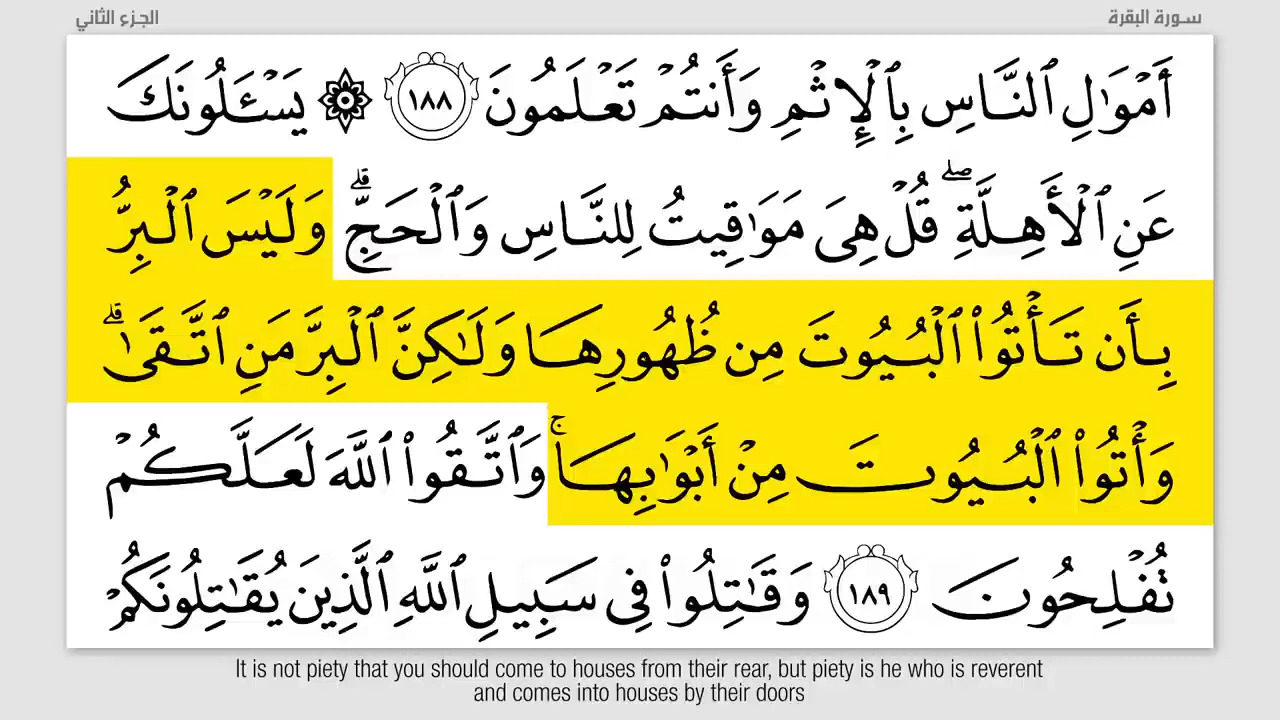 سورة البقرة
الجزء الثاني
أَمْوَٰلِ ٱلنَّاسِ بِٱلْإِثْمِ وَأَنتُمْ تَعْلَمُونَ ١٨٨ ۞ يَسْـَٔلُونَكَ
عَنِ ٱلْأَهِلَّةِ ۖ قُلْ هِىَ مَوَٰقِيتُ لِلنَّاسِ وَٱلْحَجِّ ۗ وَلَيْسَ ٱلْبِرُّ
بِأَن تَأْتُوا۟ ٱلْبُيُوتَ مِن ظُهُورِهَا وَلَـٰكِنَّ ٱلْبِرَّ مَنِ ٱتَّقَىٰ ۗ
وَأْتُوا۟ ٱلْبُيُوتَ مِنْ أَبْوَٰبِهَا ۚ وَٱتَّقُوا۟ ٱللَّهَ لَعَلَّكُمْ
تُفْلِحُونَ ١٨٩ وَقَـٰتِلُوا۟ فِى سَبِيلِ ٱللَّهِ ٱلَّذِينَ يُقَـٰتِلُونَكُمْ
It is not piety that you should come to houses from their rear, but piety is he who is reverent
and comes into houses by their doors